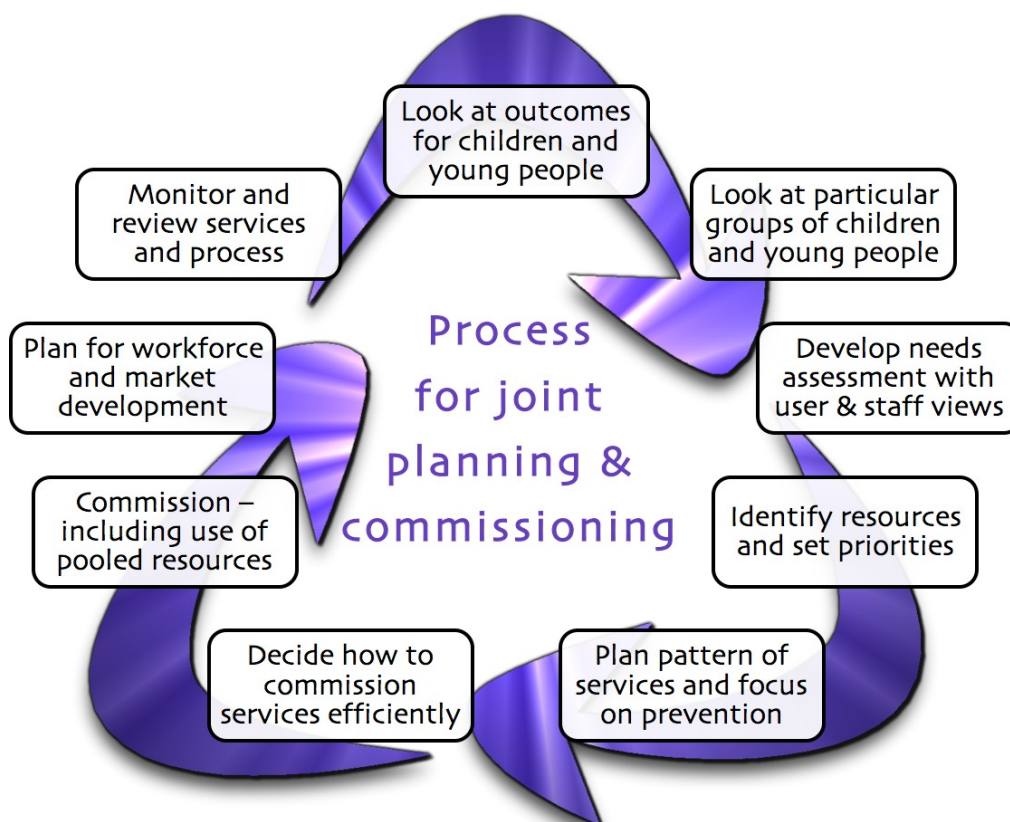 Look at outcomes
for children and
young people
Look at particular
groups of children
and young people
Develop needs
assessment with
user & staff views
Identify resources
and set priorities
Plan pattern of
services and focus
on prevention
Decide how to
commission
services efficiently
Commission –
including use of
pooled resources
Plan for workforce
and market
development
Monitor and
review services
and process
Process
for joint
planning &
commissioning